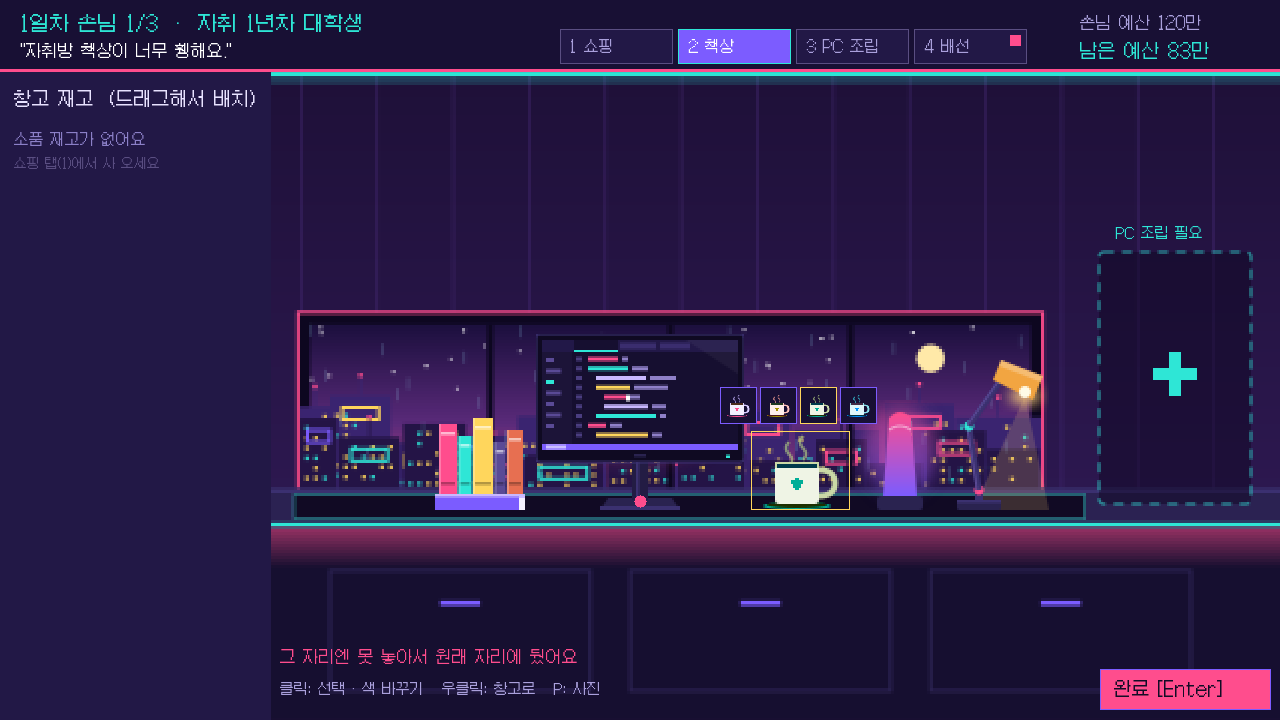 1일차 손님 1/3 · 자취 1년차 대학생
"자취방 책상이 너무 휑해요."
1 쇼핑
2 책상
3 PC 조립
4 배선
손님 예산 120만
남은 예산 83만
창고 재고 (드래그해서 배치)
소품 재고가 없어요
쇼핑 탭(1)에서 사 오세요
PC 조립 필요
그 자리엔 못 놓아서 원래 자리에 뒀어요
클릭: 선택 · 색 바꾸기 우클릭: 창고로 P: 사진
완료 [Enter]